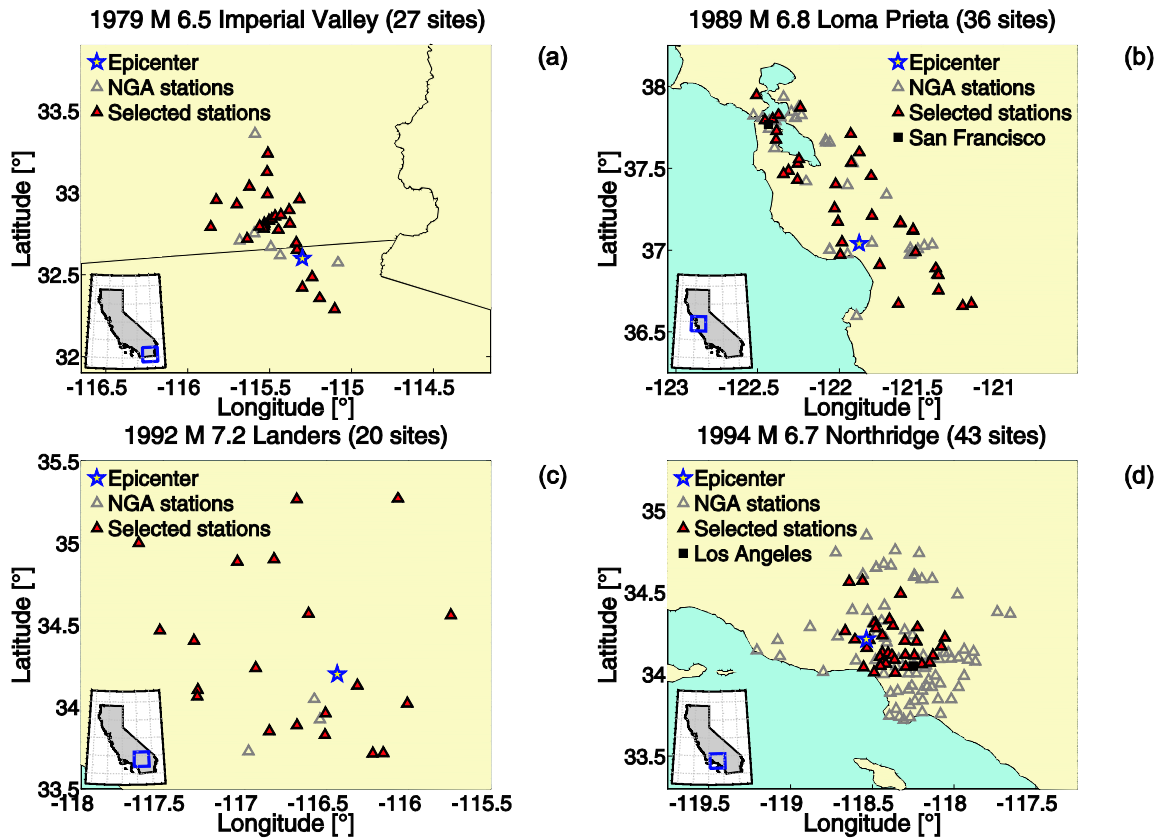 1979 M 6.5 Imperial Valley (27 sites)
(a)
Epicenter
NGA stations
Selected stations
Latitude [°]
33.5
33
32.5
32
-116.5 -116 -115.5 -115 -114.5
Longitude [°]
1989 M 6.8 Loma Prieta (36 sites)
(b)
Epicenter
NGA stations
Selected stations
San Francisco
Latitude [°]
38
37.5
37
36.5
-123 -122.5 -122 -121.5 -121
Longitude [°]
1992 M 7.2 Landers (20 sites)
(c)
Epicenter
NGA stations
Selected stations
Latitude [°]
35.5
35
34.5
34
33.5
-118 -117.5 -117 -116.5 -116 -115.5
Longitude [°]
1994 M 6.7 Northridge (43 sites)
(d)
Epicenter
NGA stations
Selected stations
Los Angeles
Latitude [°]
35
34.5
34
33.5
-119.5 -119 -118.5 -118 -117.5
Longitude [°]